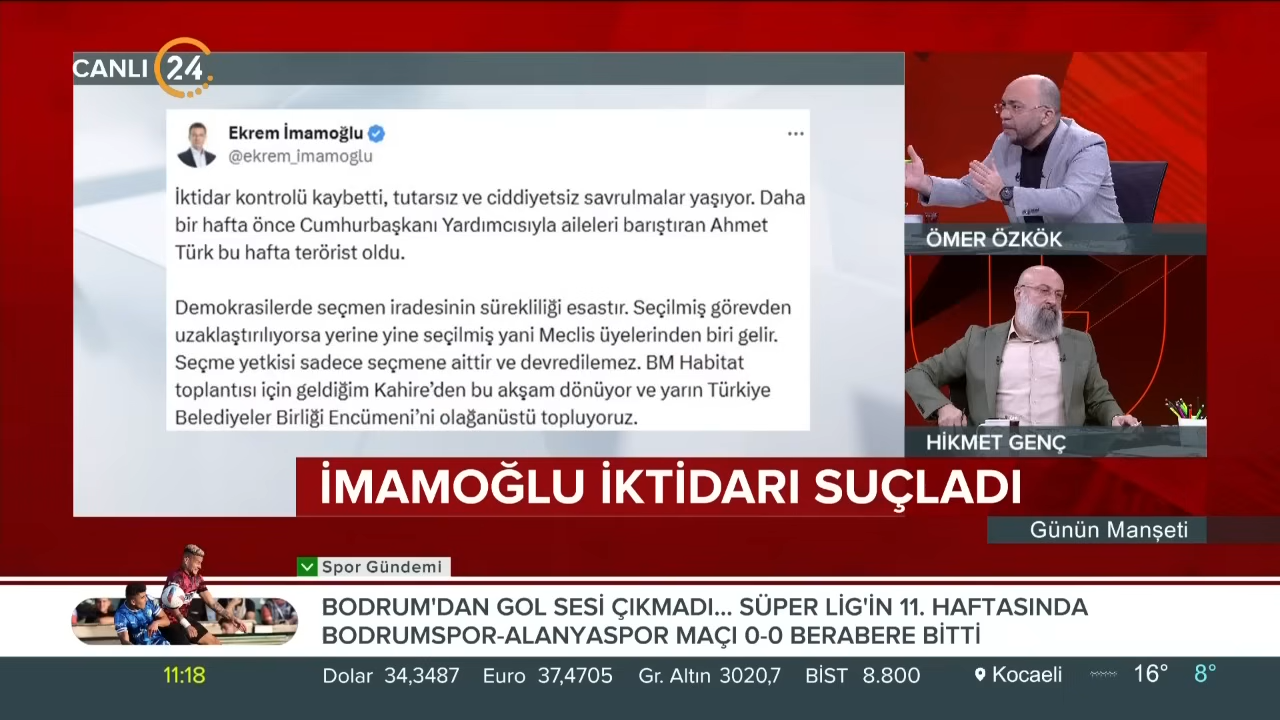 CANLI 24
Ekrem İmamoğlu
@ekrem_imamoglu
İktidar kontrolü kaybetti, tutarsız ve ciddiyetsiz savrulmalar yaşıyor. Daha
bir hafta önce Cumhurbaşkanı Yardımcısıyla aileleri barıştıran Ahmet
Türk bu hafta terörist oldu.
Demokrasilerde seçmen iradesinin sürekliliği esastır. Seçilmiş görevden
uzaklaştırılıyorsa yerine yine seçilmiş yani Meclis üyelerinden biri gelir.
Seçme yetkisi sadece seçmene aittir ve devredilemez. BM Habitat
toplantısı için geldiğim Kahire’den bu akşam dönüyor ve yarın Türkiye
Belediyeler Birliği Encümeni’ni olağanüstü topluyoruz.
ÖMER ÖZKÖK
HİKMET GENÇ
İMAMOĞLU İKTİDARI SUÇLADI
Günün Manşeti
Spor Gündemi
BODRUM'DAN GOL SESİ ÇIKMADI... SÜPER LİG'İN 11. HAFTASINDA
BODRUMSPOR-ALANYASPOR MAÇI 0-0 BERABERE BİTTİ
11:18 Dolar 34,3487 Euro 37,4705 Gr. Altın 3020,7 BİST 8.800 Kocaeli 16° 8°